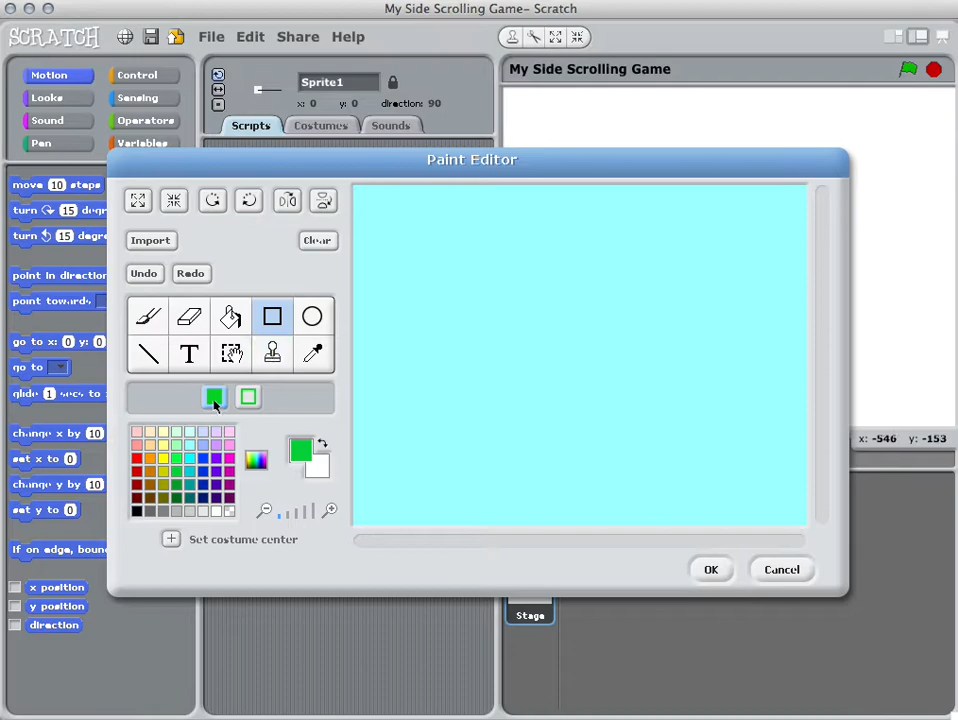 My Side Scrolling Game- Scratch
SCRATCH
File Edit Share Help
Motion Control
Looks Sensing
Sound Operators
Pen Variables
Sprite1
x: 0 y: 0 direction: 90
Scripts Costumes Sounds
My Side Scrolling Game
Paint Editor
move 10 steps
turn 15 degr
turn 15 degr
point in direction
point towards
go to x: 0 y: 0
go to
glide 1 secs to x
change x by 10
set x to 0
change y by 10
set y to 0
if on edge, boun
x position
y position
direction
Import Clear
Undo Redo
T
Set costume center
OK Cancel
x: -546 y: -153
Stage